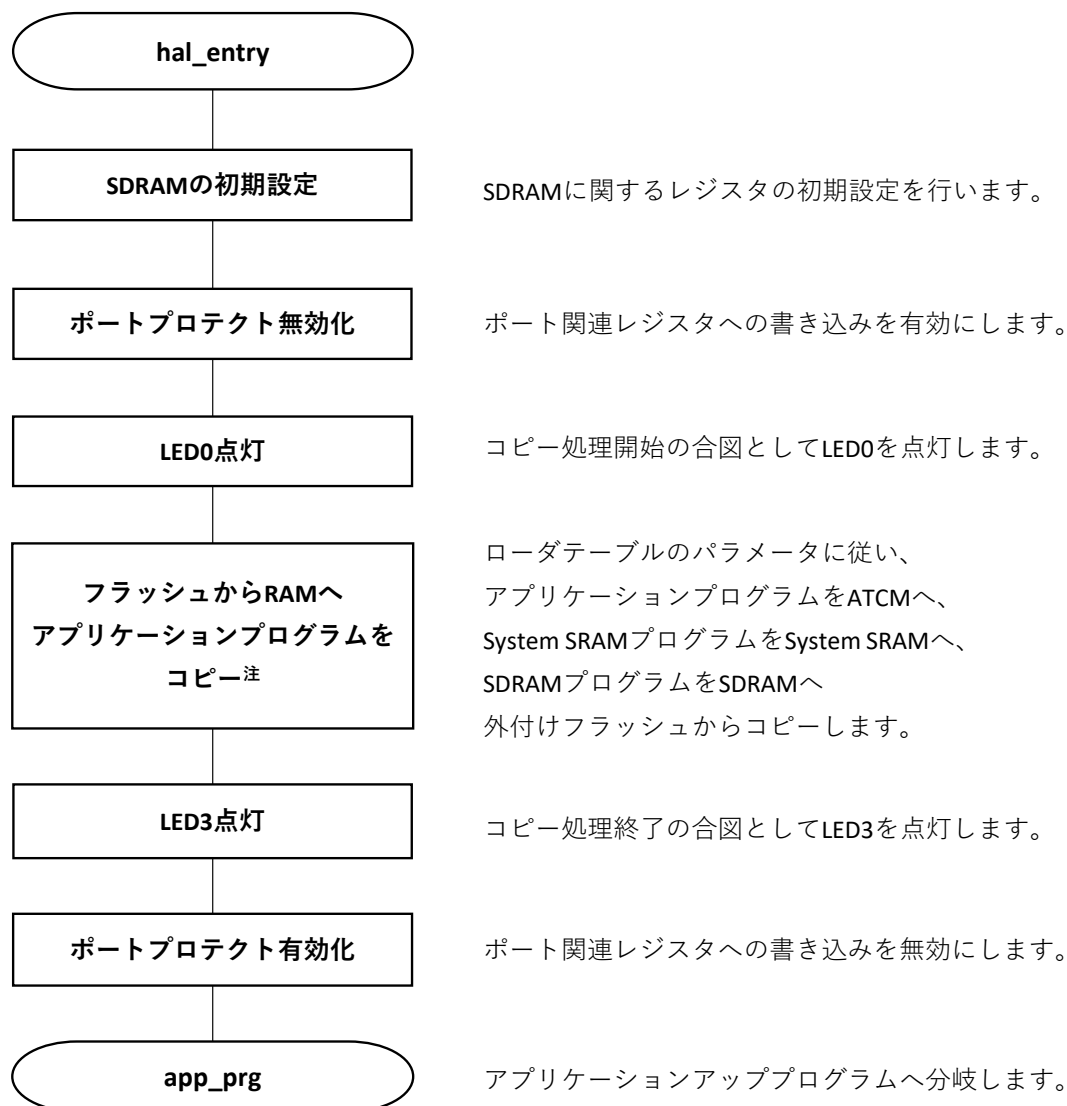 hal_entry
SDRAMの初期設定
SDRAMに関するレジスタの初期設定を行います。
ポートプロテクト無効化
ポート関連レジスタへの書き込みを有効にします。
LED0点灯
コピー処理開始の合図としてLED0を点灯します。
フラッシュからRAMへ
アプリケーションプログラムを
コピー注
ローダテーブルのパラメータに従い、
アプリケーションプログラムをATCMへ、
System SRAMプログラムをSystem SRAMへ、
SDRAMプログラムをSDRAMへ
外付けフラッシュからコピーします。
LED3点灯
コピー処理終了の合図としてLED3を点灯します。
ポートプロテクト有効化
ポート関連レジスタへの書き込みを無効にします。
app_prg
アプリケーションアッププログラムへ分岐します。